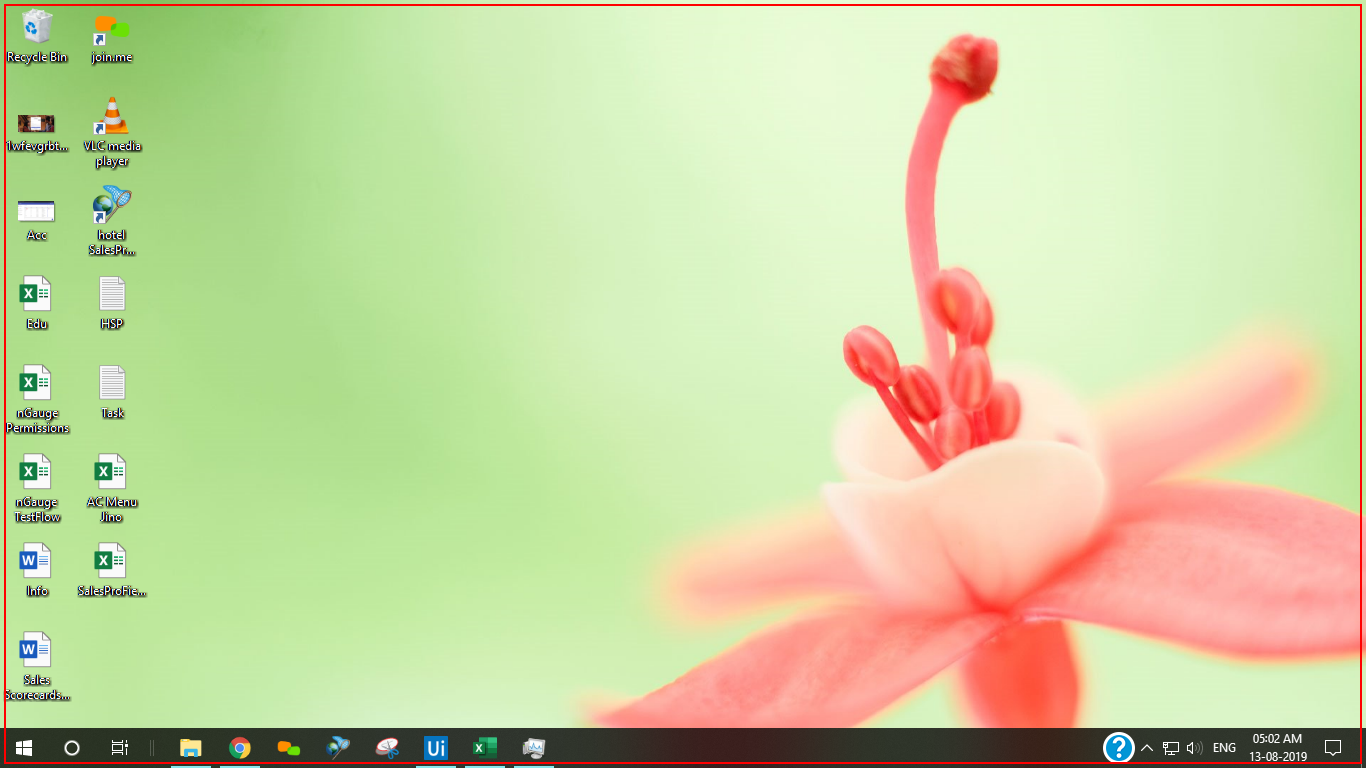 Recycle Bin
join.me
1wfevgrbt...
VLC media
player
Acc
hotel
SalesPr...
Edu
HSP
nGauge
Permissions
Task
nGauge
TestFlow
AC Menu
Jino
Info
SalesProFie...
Sales
Scorecards...
Ui
ENG
05:02 AM
13-08-2019